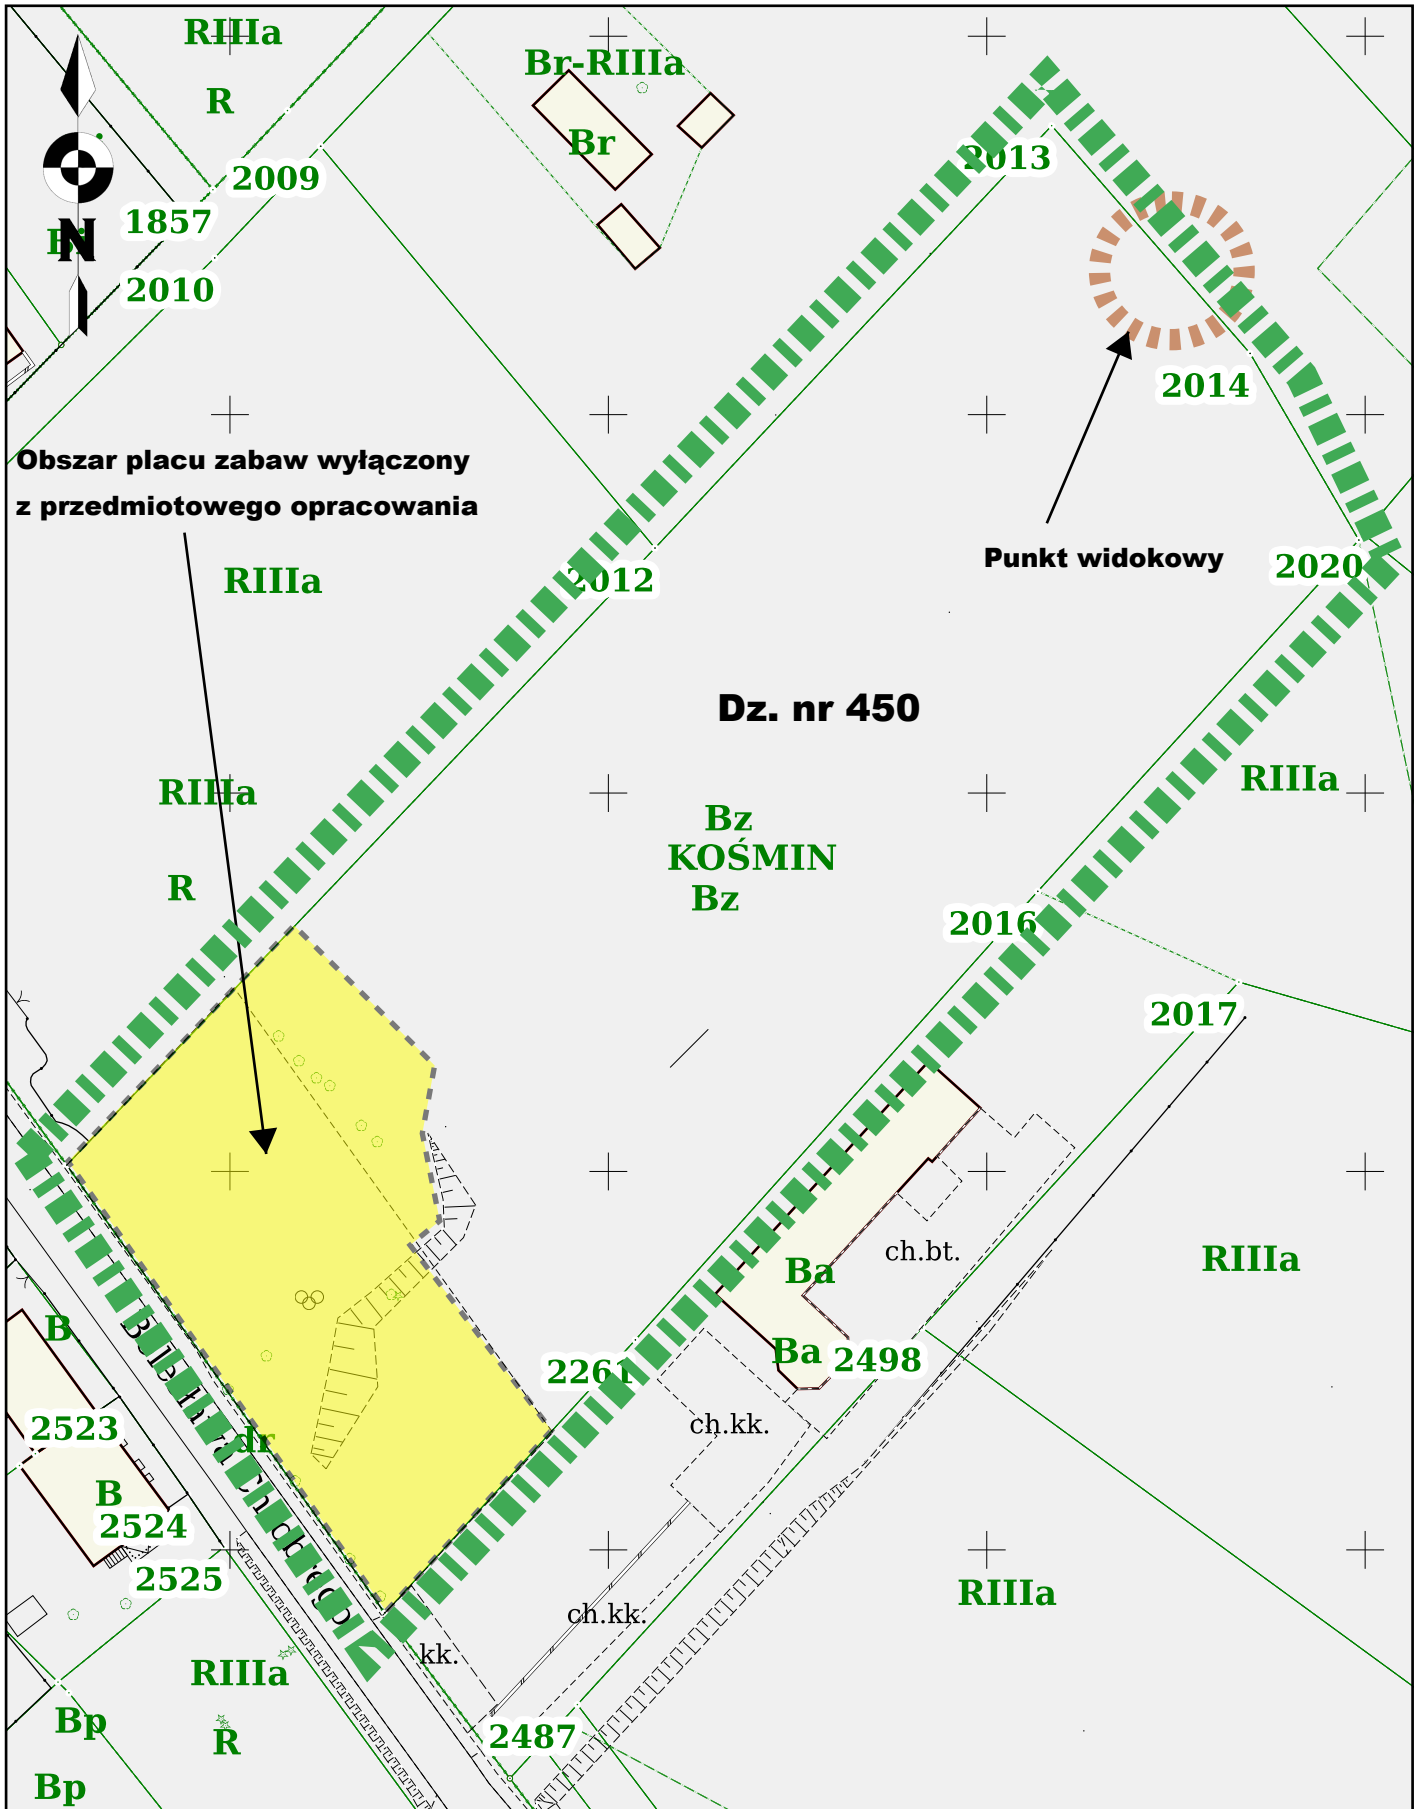 RIIIa
Br-RIIIa
R
Br
2013
2009
1857
Bi
N
2010
2014
Obszar placu zabaw wyłączony
z przedmiotowego opracowania
Punkt widokowy
2020
RIIIa
2012
Dz. nr 450
RIIIa
RIIIa
Bz
KOŚMIN
R
Bz
2016
2017
ch.bt.
RIIIa
Ba
B
Ba
2498
2261
ch.kk.
2523
dr
B
2524
2525
RIIIa
ch.kk.
kk.
RIIIa
Bp
R
2487
Bp